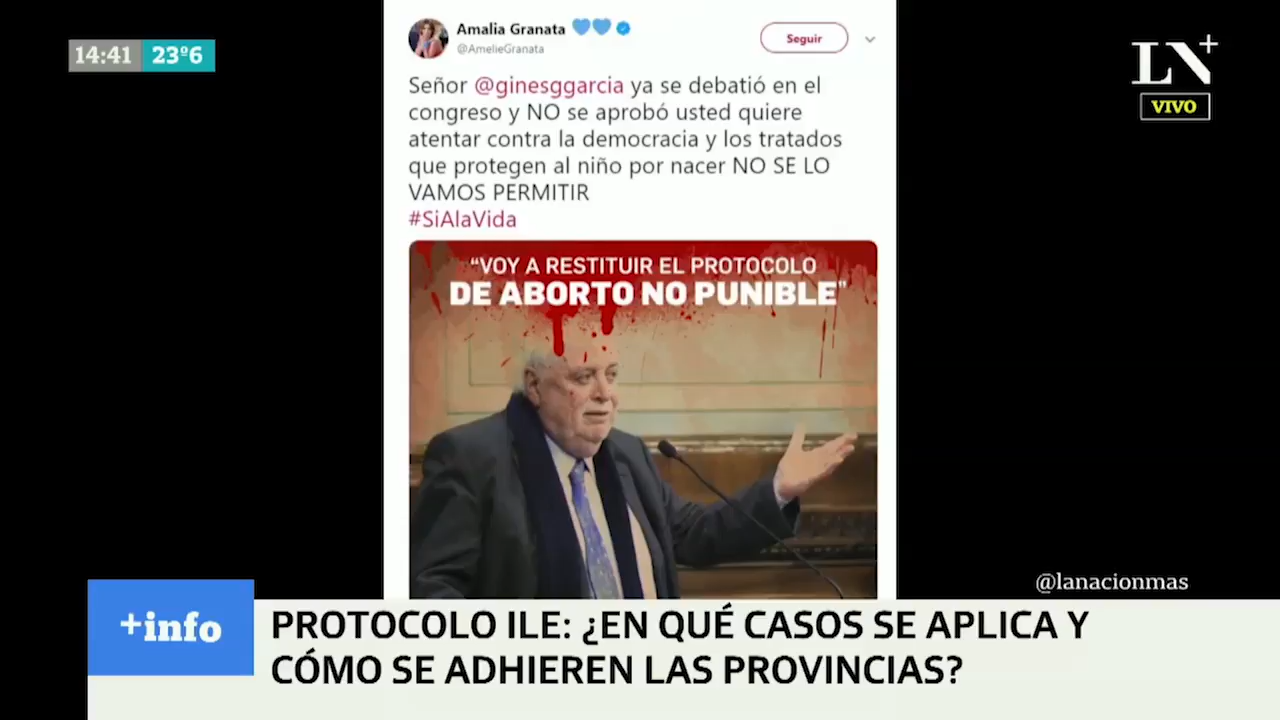 14:41 23º6
LN+
VIVO
Amalia Granata
@AmelieGranata
Seguir
Señor @ginesggarcia ya se debatió en el
congreso y NO se aprobó usted quiere
atentar contra la democracia y los tratados
que protegen al niño por nacer NO SE LO
VAMOS PERMITIR
#SiAlaVida
“VOY A RESTITUIR EL PROTOCOLO
DE ABORTO NO PUNIBLE"
@lanacionmas
+info
PROTOCOLO ILE: ¿EN QUÉ CASOS SE APLICA Y
CÓMO SE ADHIEREN LAS PROVINCIAS?